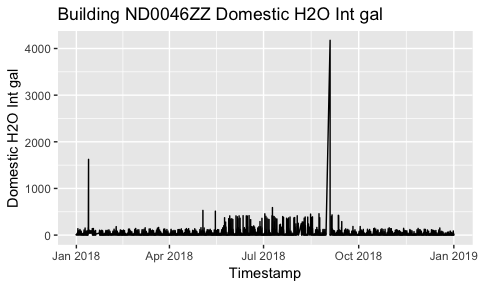 Building ND0046ZZ Domestic H2O Int gal
Domestic H2O Int gal
4000
3000
2000
1000
0
Jan 2018
Apr 2018
Jul 2018
Oct 2018
Jan 2019
Timestamp